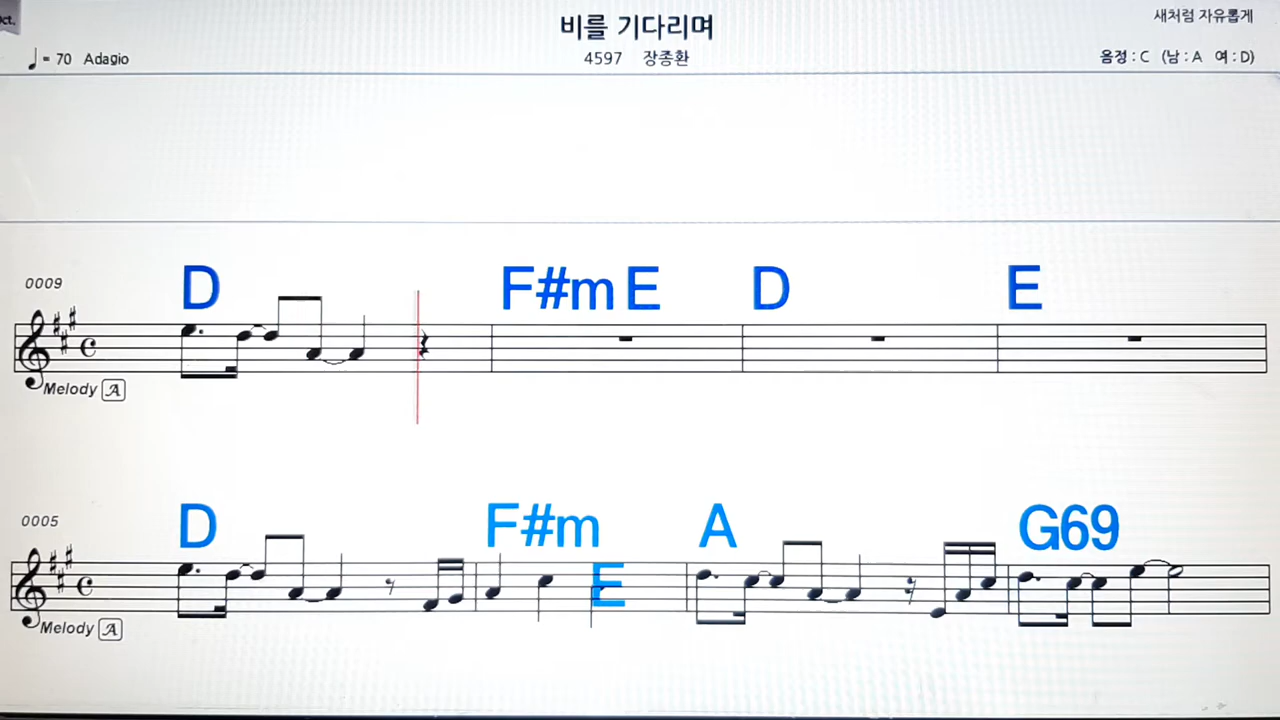 비를 기다리며
새처럼 자유롭게
♩ = 70 Adagio
4597 장종환
음정 : C (남 : A 여 : D)
D F#m E D E
0009
Melody A
D F#m A G69
0005
E
Melody A